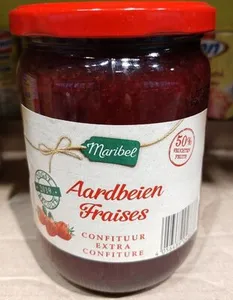 Maribel
50%
Aardbeien
Fraises
CONFITUUR
EXTRA
CONFITURE